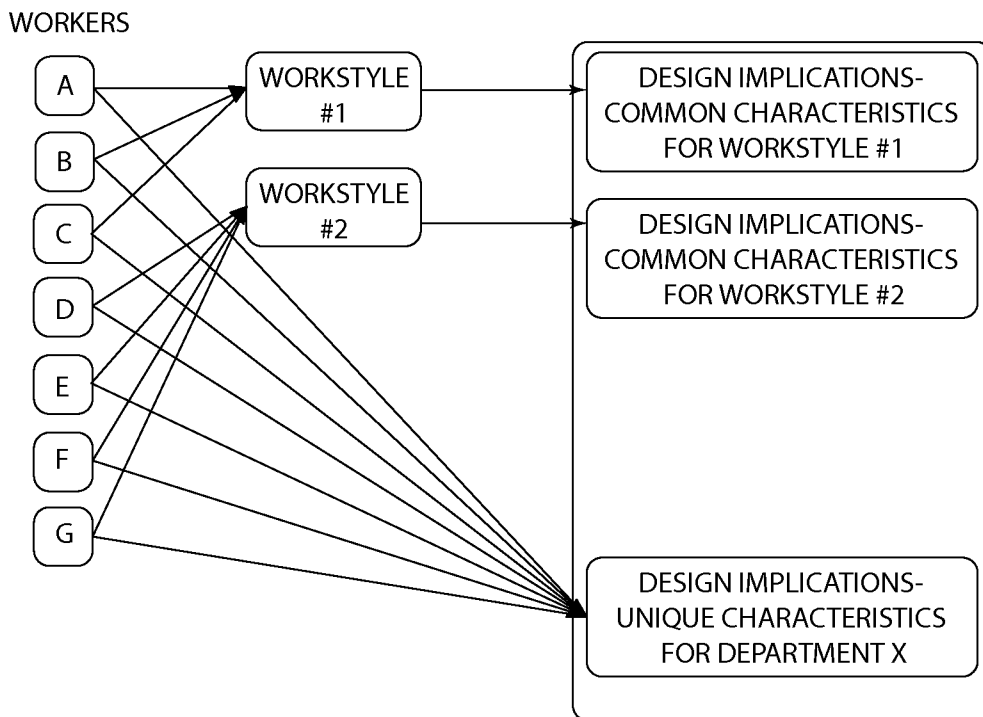 WORKERS
A
B
C
D
E
F
G
WORKSTYLE
#1
WORKSTYLE
#2
DESIGN IMPLICATIONS-
COMMON CHARACTERISTICS
FOR WORKSTYLE #1
DESIGN IMPLICATIONS-
COMMON CHARACTERISTICS
FOR WORKSTYLE #2
DESIGN IMPLICATIONS-
UNIQUE CHARACTERISTICS
FOR DEPARTMENT X